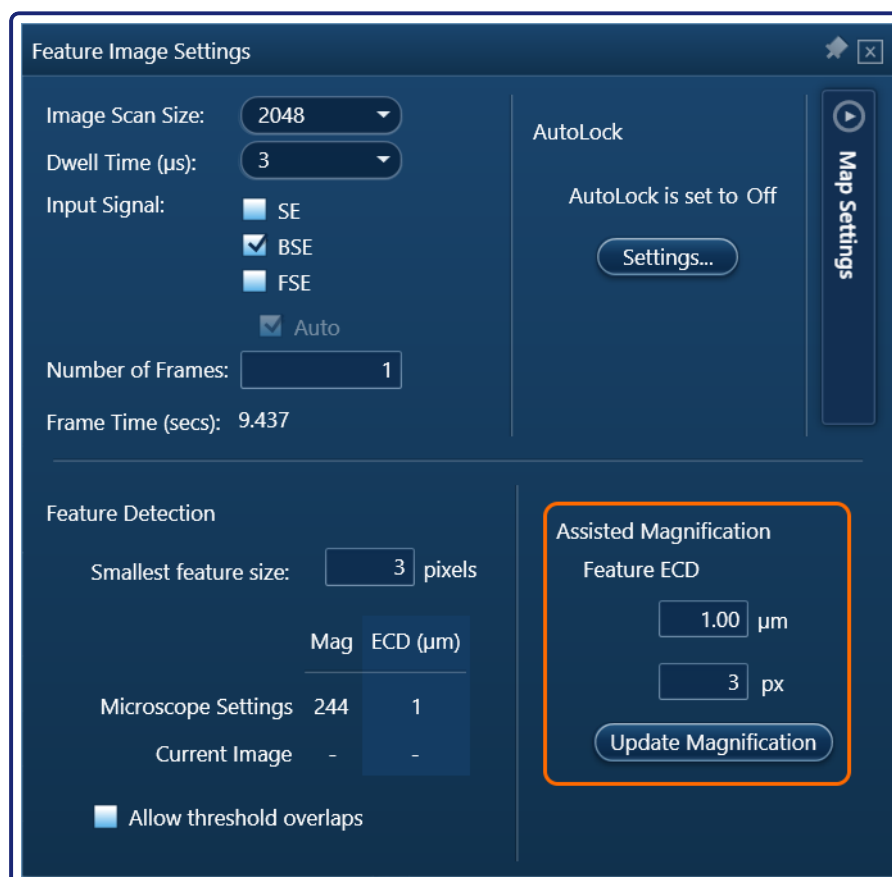 Feature Image Settings
Image Scan Size: 2048
Dwell Time (µs): 3
Input Signal: SE
BSE
FSE
Auto
Number of Frames: 1
Frame Time (secs): 9.437
AutoLock
AutoLock is set to Off
Settings...
Map Settings
Feature Detection
Smallest feature size: 3 pixels
Mag ECD (µm)
Microscope Settings 244 1
Current Image - -
Allow threshold overlaps
Assisted Magnification
Feature ECD
1.00 µm
3 px
Update Magnification